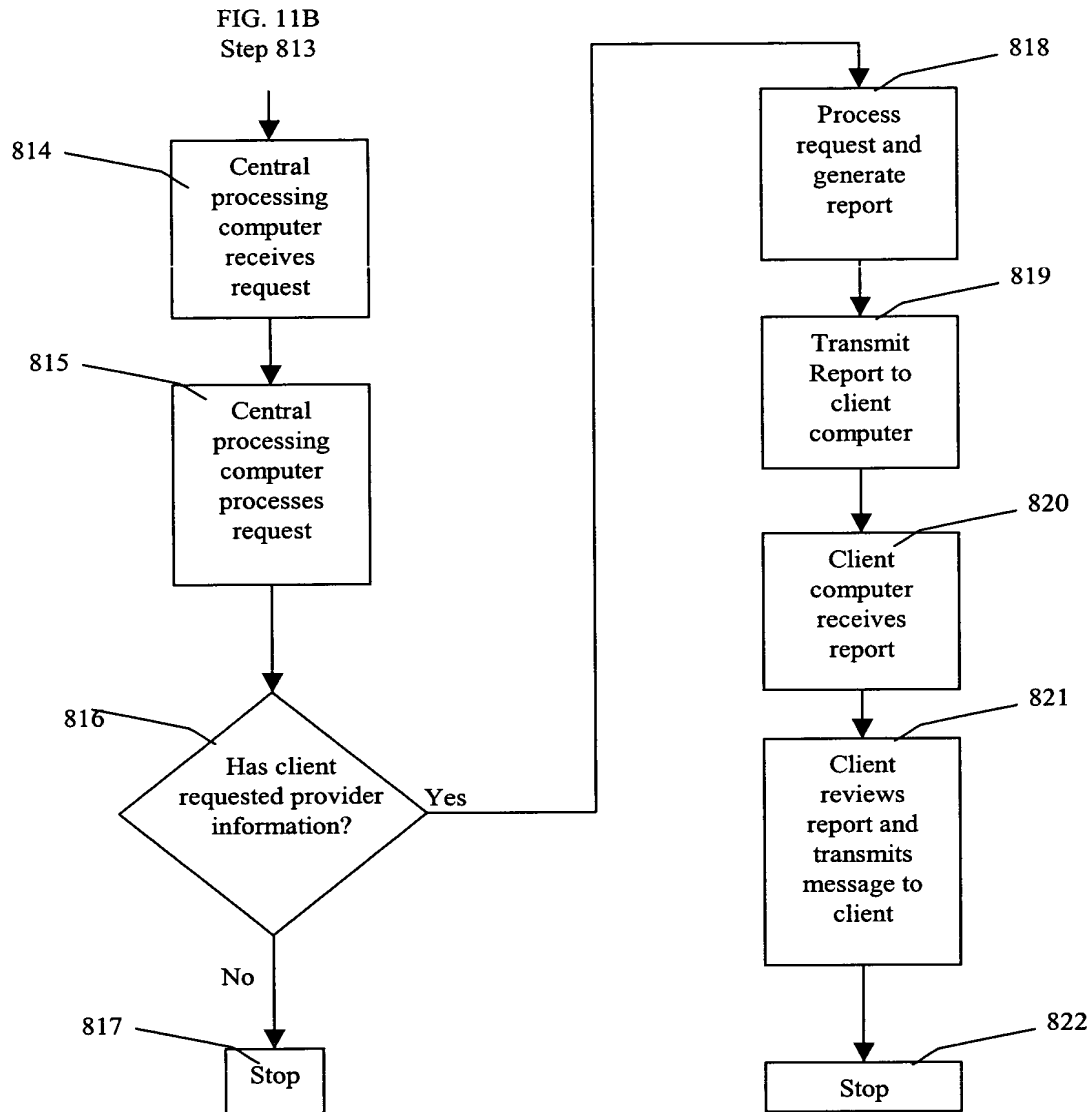 FIG. 11B
Step 813
814
Central
processing
computer
receives
request
815
Central
processing
computer
processes
request
816
Has client
requested provider
information?
Yes
No
817
Stop
818
Process
request and
generate
report
819
Transmit
Report to
client
computer
820
Client
computer
receives
report
821
Client
reviews
report and
transmits
message to
client
822
Stop